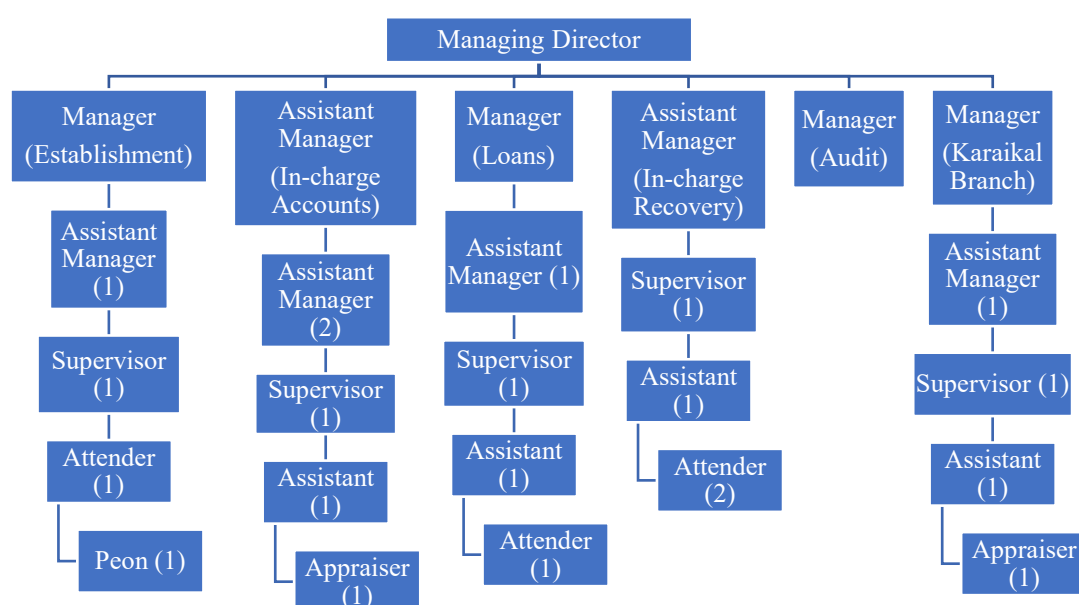 Managing Director
Manager
(Establishment)
Assistant
Manager
(1)
Supervisor
(1)
Attender
(1)
Peon (1)
Assistant
Manager
(In-charge
Accounts)
Assistant
Manager
(2)
Supervisor
(1)
Assistant
(1)
Appraiser
(1)
Manager
(Loans)
Assistant
Manager (1)
Supervisor
(1)
Assistant
(1)
Attender
(1)
Assistant
Manager
(In-charge
Recovery)
Supervisor
(1)
Assistant
(1)
Attender
(2)
Manager
(Audit)
Manager
(Karaikal
Branch)
Assistant
Manager
(1)
Supervisor (1)
Assistant
(1)
Appraiser
(1)